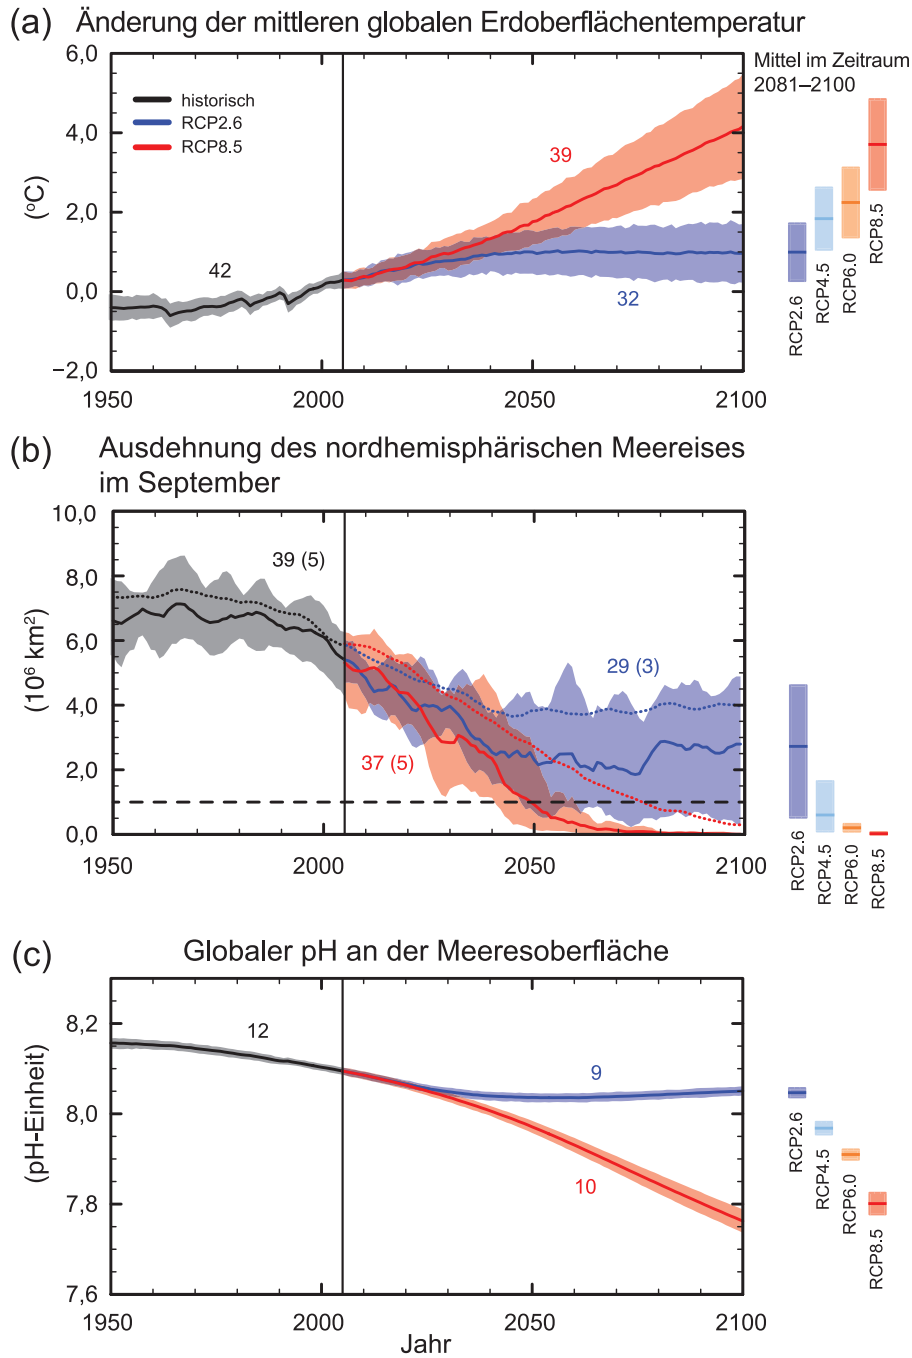 (a) Änderung der mittleren globalen Erdoberflächentemperatur
6,0
4,0
2,0
0,0
−2,0
(ºC)
historisch
RCP2.6
RCP8.5
42
39
32
1950
2000
2050
2100
Mittel im Zeitraum
2081–2100
RCP2.6
RCP4.5
RCP6.0
RCP8.5
(b) Ausdehnung des nordhemisphärischen Meereises
im September
10,0
8,0
6,0
4,0
2,0
0,0
(10⁶ km²)
39 (5)
29 (3)
37 (5)
1950
2000
2050
2100
RCP2.6
RCP4.5
RCP6.0
RCP8.5
(c) Globaler pH an der Meeresoberfläche
8,2
8,0
7,8
7,6
(pH-Einheit)
12
9
10
1950
2000
2050
2100
Jahr
RCP2.6
RCP4.5
RCP6.0
RCP8.5